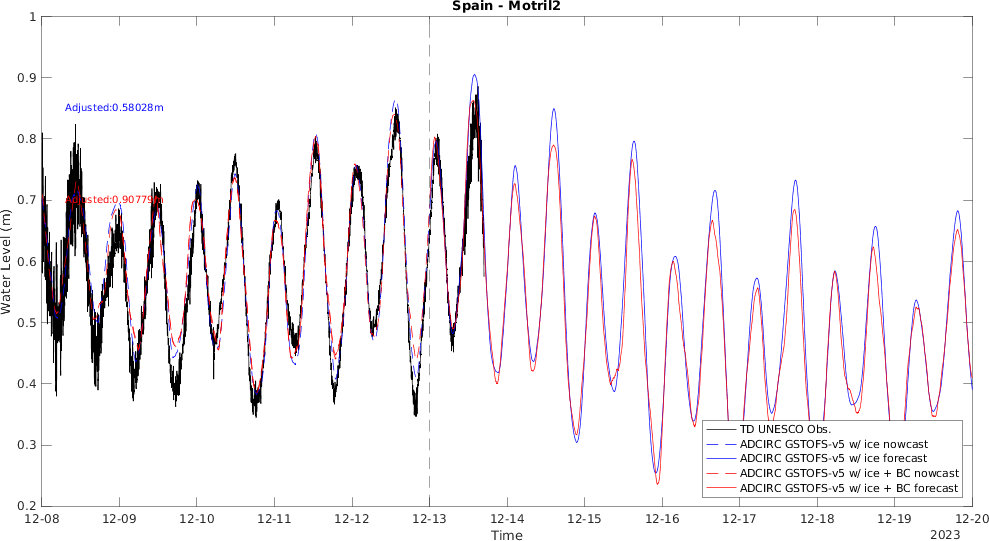 Spain - Motril2
1
0.9
0.8
0.7
0.6
0.5
0.4
0.3
0.2
Water Level (m)
Adjusted:0.58028m
Adjusted:0.90779m
TD UNESCO Obs.
ADCIRC GSTOFS-v5 w/ ice nowcast
ADCIRC GSTOFS-v5 w/ ice forecast
ADCIRC GSTOFS-v5 w/ ice + BC nowcast
ADCIRC GSTOFS-v5 w/ ice + BC forecast
12-08 12-09 12-10 12-11 12-12 12-13 12-14 12-15 12-16 12-17 12-18 12-19 12-20
Time
2023